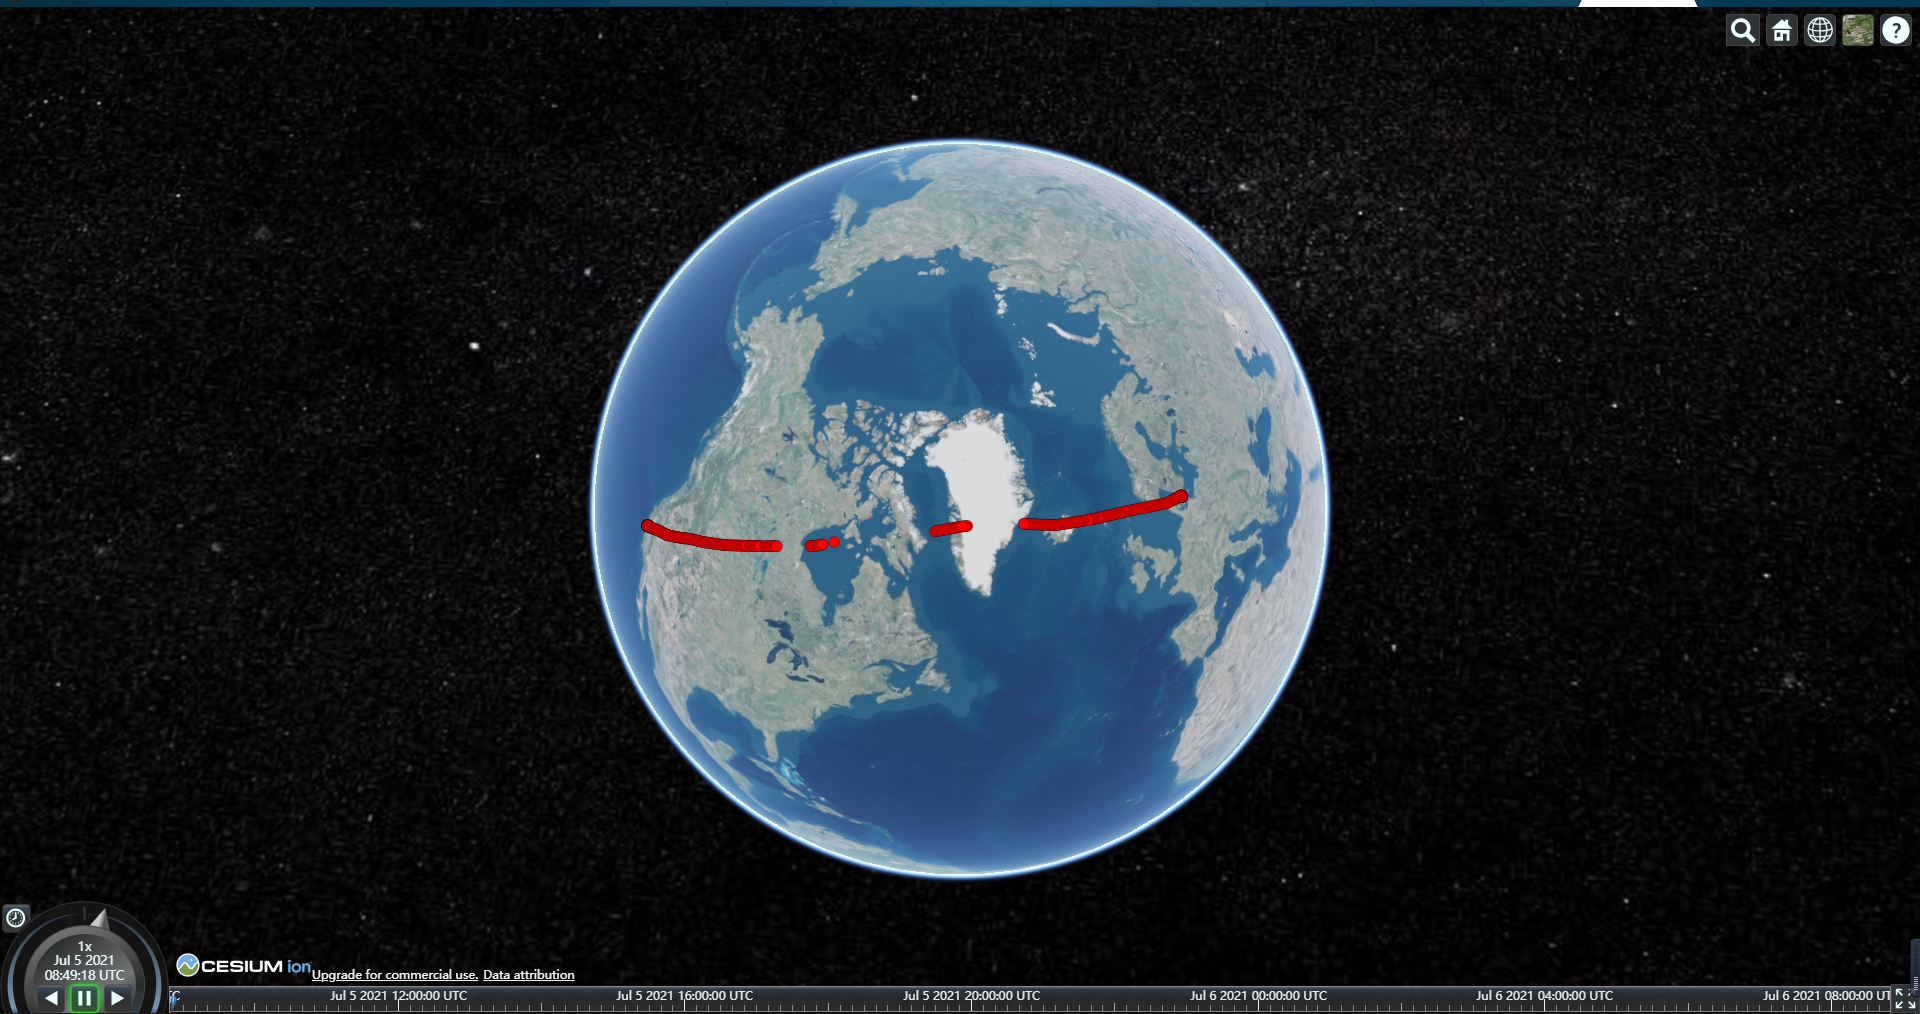 ?
1x
Jul 5 2021
08:49:18 UTC
CESIUM ion
Upgrade for commercial use. Data attribution
Jul 5 2021 12:00:00 UTC Jul 5 2021 16:00:00 UTC Jul 5 2021 20:00:00 UTC Jul 6 2021 00:00:00 UTC Jul 6 2021 04:00:00 UTC Jul 6 2021 08:00:00 UT